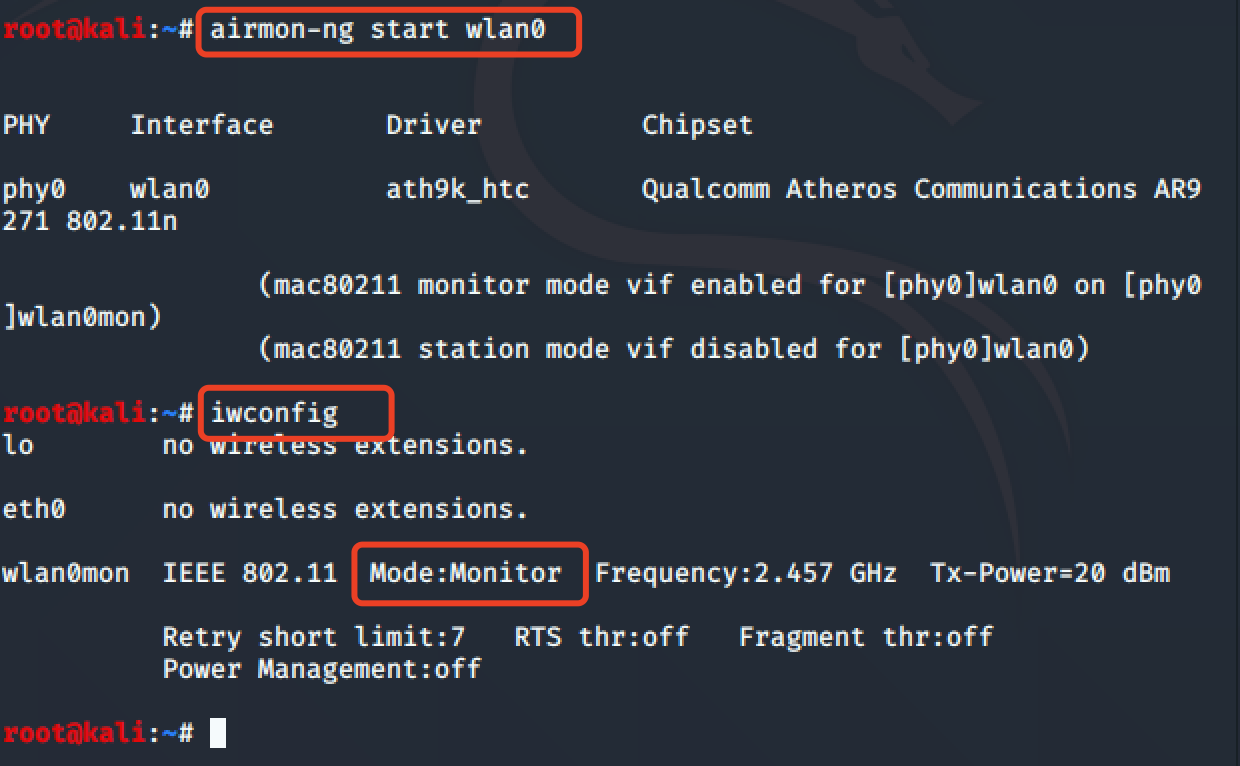 root@kali:~# airmon-ng start wlan0
PHY     Interface       Driver          Chipset
phy0    wlan0           ath9k_htc       Qualcomm Atheros Communications AR9
271 802.11n
                (mac80211 monitor mode vif enabled for [phy0]wlan0 on [phy0
]wlan0mon)
                (mac80211 station mode vif disabled for [phy0]wlan0)
root@kali:~# iwconfig
lo        no wireless extensions.
eth0      no wireless extensions.
wlan0mon  IEEE 802.11  Mode:Monitor  Frequency:2.457 GHz  Tx-Power=20 dBm
          Retry short limit:7   RTS thr:off   Fragment thr:off
          Power Management:off
root@kali:~#